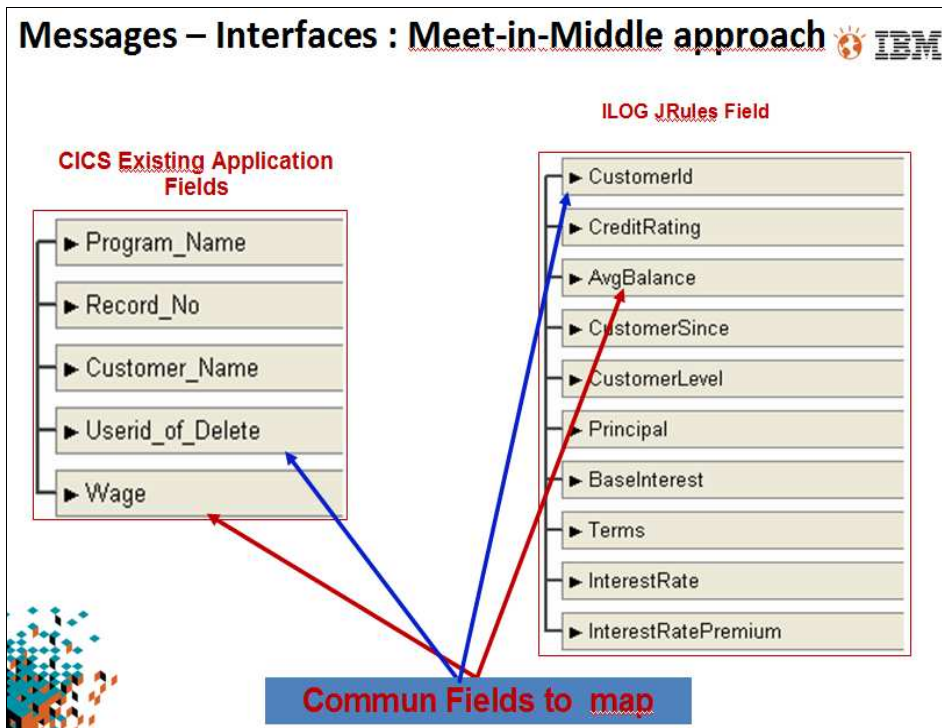 Messages – Interfaces : Meet-in-Middle approach
IBM
ILOG JRules Field
CICS Existing Application
Fields
Program_Name
Record_No
Customer_Name
Userid_of_Delete
Wage
CustomerId
CreditRating
AvgBalance
CustomerSince
CustomerLevel
Principal
BaseInterest
Terms
InterestRate
InterestRatePremium
Commun Fields to map